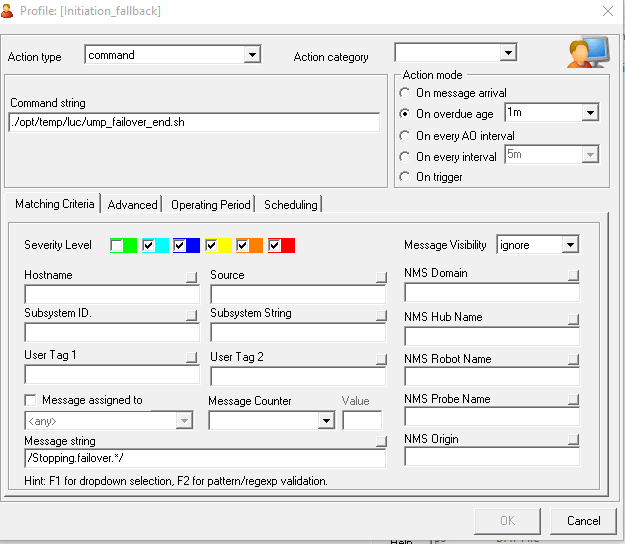 Profile: [Initiation_fallback]
Action type command Action category
Action mode
On message arrival
Command string
./opt/temp/luc/ump_failover_end.sh
On overdue age 1m
On every AO interval
On every interval 5m
On trigger
Matching Criteria Advanced Operating Period Scheduling
Severity Level Message Visibility ignore
Hostname Source NMS Domain
Subsystem ID. Subsystem String NMS Hub Name
User Tag 1 User Tag 2 NMS Robot Name
Message assigned to Message Counter Value NMS Probe Name
<any>
Message string NMS Origin
/Stopping.failover.*/
Hint: F1 for dropdown selection, F2 for pattern/regexp validation.
OK Cancel